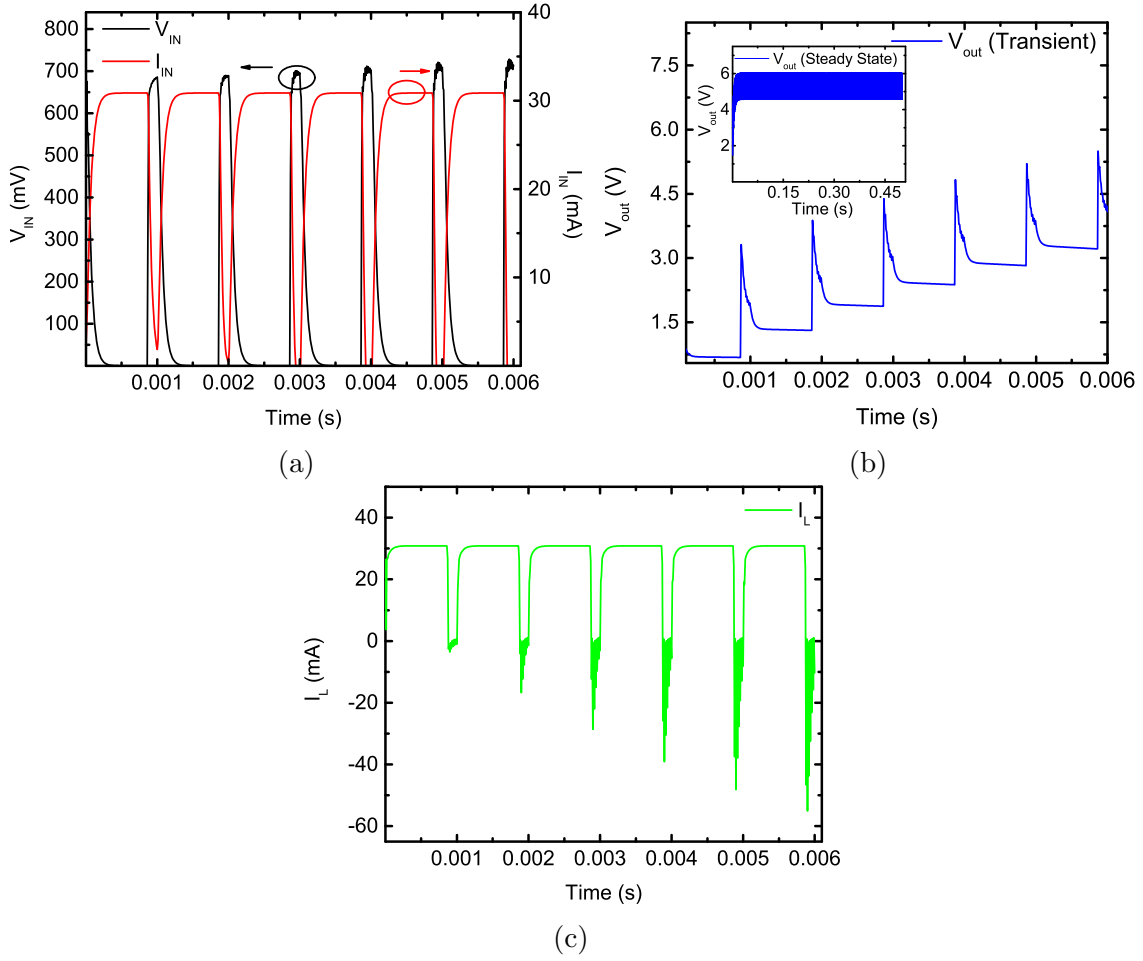 V_IN
I_IN
800
700
600
500
400
300
200
100
V_IN (mV)
40
30
20
10
I_IN (mA)
0.001 0.002 0.003 0.004 0.005 0.006
Time (s)
(a)
V_out (Transient)
7.5
6.0
4.5
3.0
1.5
V_out (V)
V_out (Steady State)
6
4
2
V_out (V)
0.15 0.30 0.45
Time (s)
0.001 0.002 0.003 0.004 0.005 0.006
Time (s)
(b)
I_L
40
20
0
-20
-40
-60
I_L (mA)
0.001 0.002 0.003 0.004 0.005 0.006
Time (s)
(c)